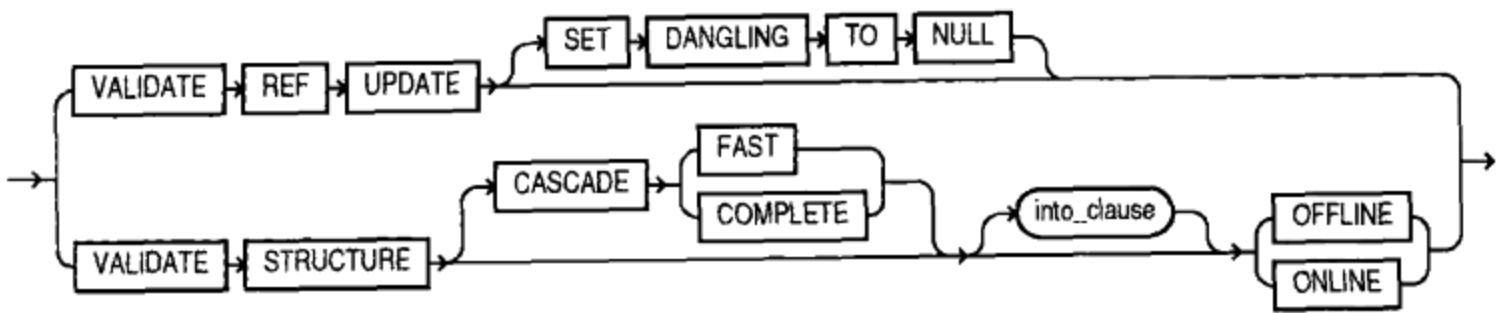 SET DANGLING TO NULL
VALIDATE REF UPDATE
FAST
CASCADE
COMPLETE
into_clause
OFFLINE
VALIDATE STRUCTURE
ONLINE